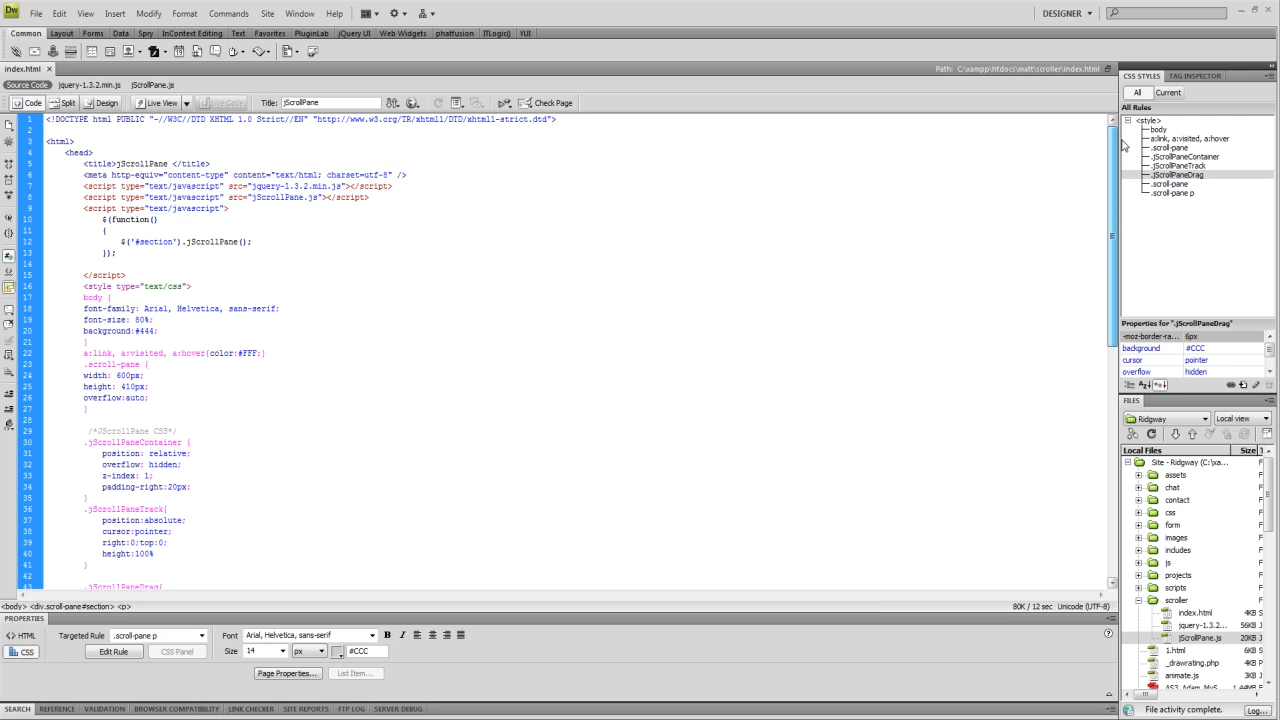 Dw File Edit View Insert Modify Format Commands Site Window Help DESIGNER
Common Layout Forms Data Spry InContext Editing Text Favorites PluginLab jQuery UI Web Widgets phatfusion ITLogic() YUI
index.html Path: C:\xampp\htdocs\matt\scroller\index.html
Source Code jquery-1.3.2.min.js jScrollPane.js
Code Split Design Live View Live Code Title: jScrollPane Check Page
1 <!DOCTYPE html PUBLIC "-//W3C//DTD XHTML 1.0 Strict//EN" "http://www.w3.org/TR/xhtml1/DTD/xhtml1-strict.dtd">
2
3 <html>
4 <head>
5 <title>jScrollPane </title>
6 <meta http-equiv="content-type" content="text/html; charset=utf-8" />
7 <script type="text/javascript" src="jquery-1.3.2.min.js"></script>
8 <script type="text/javascript" src="jScrollPane.js"></script>
9 <script type="text/javascript">
10 $(function()
11 {
12 $('#section').jScrollPane();
13 });
14
15 </script>
16 <style type="text/css">
17 body {
18 font-family: Arial, Helvetica, sans-serif;
19 font-size: 80%;
20 background:#444;
21 }
22 a:link, a:visited, a:hover{color:#FFF;}
23 .scroll-pane {
24 width: 600px;
25 height: 410px;
26 overflow:auto;
27 }
28
29 /*JScrollPane CSS*/
30 .jScrollPaneContainer {
31 position: relative;
32 overflow: hidden;
33 z-index: 1;
34 padding-right:20px;
35 }
36 .jScrollPaneTrack{
37 position:absolute;
38 cursor:pointer;
39 right:0;top:0;
40 height:100%
41 }
42
43 .jScrollPaneDrag{
<body> <div.scroll-pane#section> <p> 80K / 12 sec Unicode (UTF-8)
PROPERTIES
<> HTML Targeted Rule .scroll-pane p Font Arial, Helvetica, sans-serif B I
CSS Edit Rule CSS Panel Size 14 px #CCC
Page Properties... List Item...
SEARCH REFERENCE VALIDATION BROWSER COMPATIBILITY LINK CHECKER SITE REPORTS FTP LOG SERVER DEBUG
CSS STYLES TAG INSPECTOR
All Current
All Rules
<style>
body
a:link, a:visited, a:hover
.scroll-pane
.jScrollPaneContainer
.jScrollPaneTrack
.jScrollPaneDrag
.scroll-pane
.scroll-pane p
Properties for ".jScrollPaneDrag"
-moz-border-ra... 6px
background #CCC
cursor pointer
overflow hidden
FILES
Ridgway Local view
Local Files Size
Site - Ridgway (C:\xa... F
assets F
chat F
contact F
css F
form F
images F
includes F
js F
projects F
scripts F
scroller F
index.html 4KB S
jquery-1.3.2... 56KB J
jScrollPane.js 20KB J
1.html 6KB S
_drawrating.php 4KB F
animate.js 3KB J
File activity complete. Log...